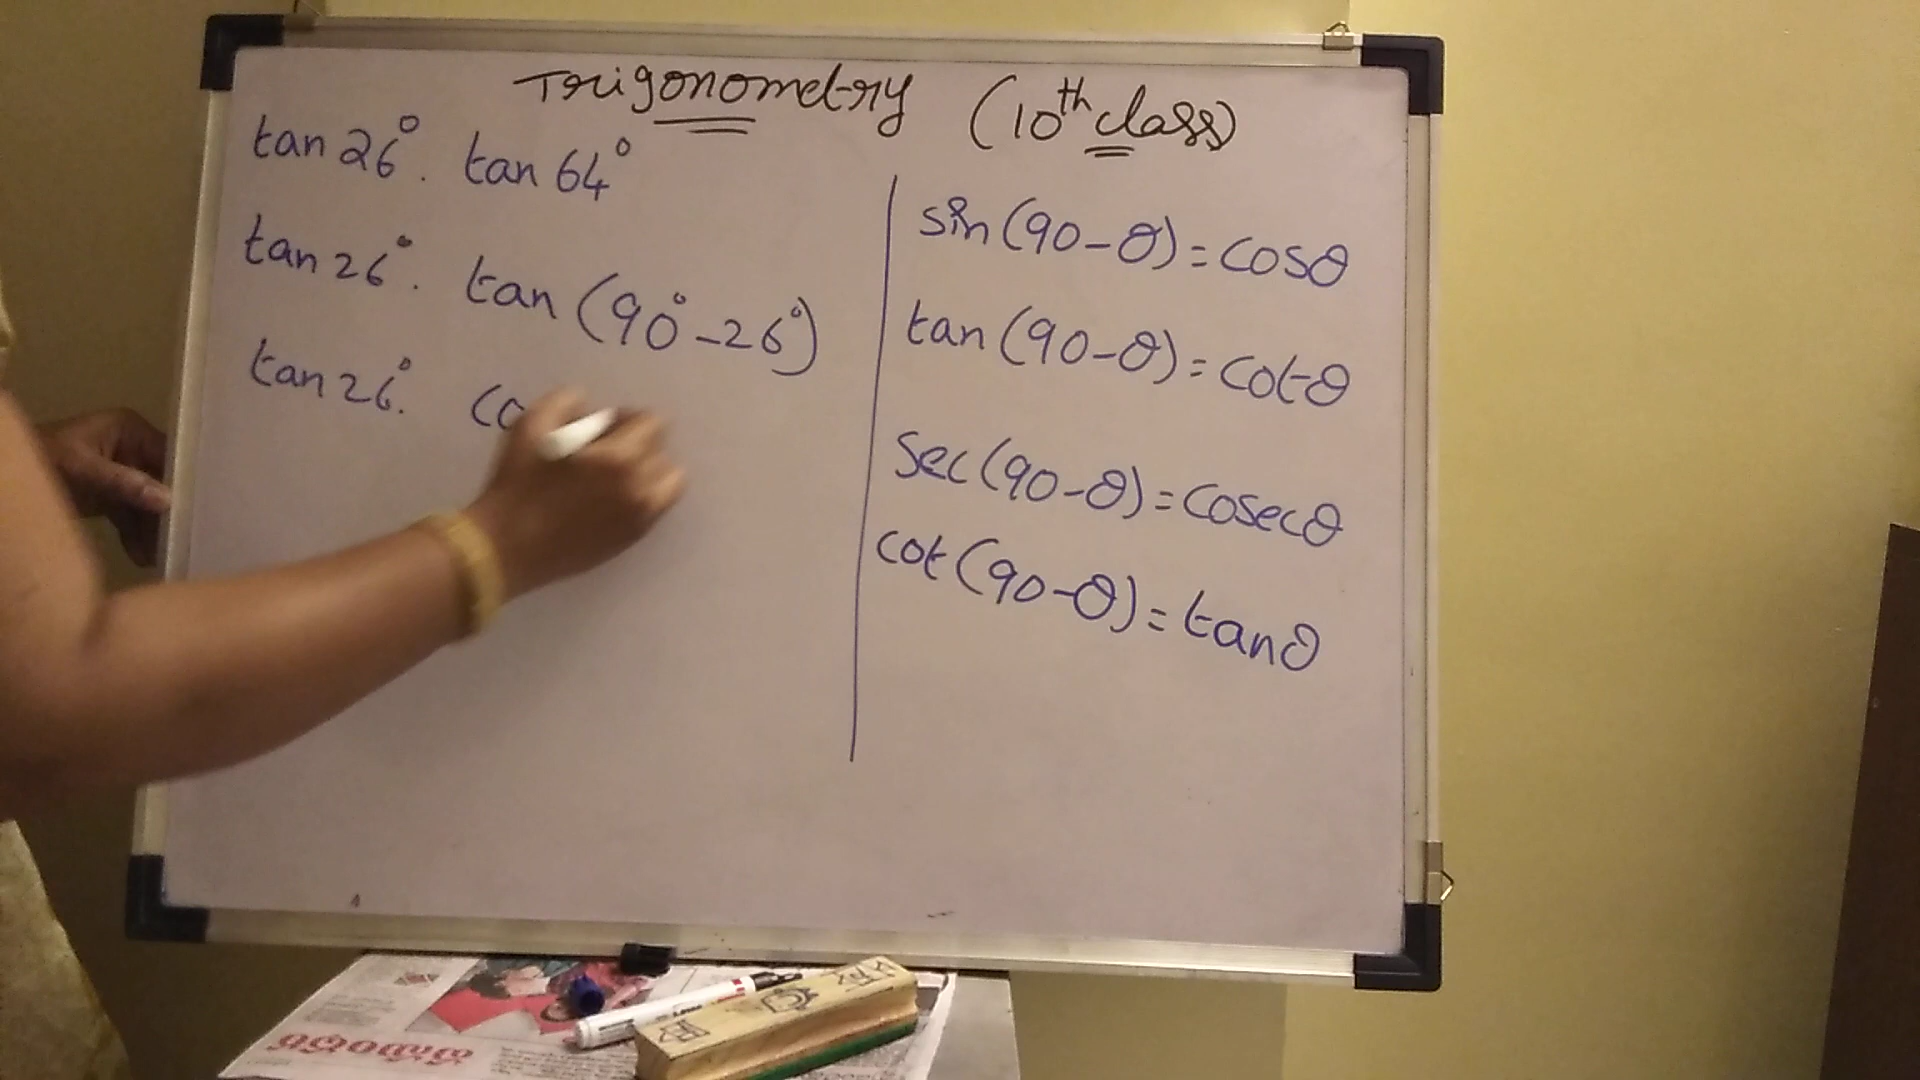 Trigonometry (10th class)
tan 26°. tan 64°
tan 26°. tan (90° - 26°)
tan 26°. co
sin (90 - θ) = cosθ
tan (90 - θ) = cotθ
sec (90 - θ) = cosecθ
cot (90 - θ) = tanθ